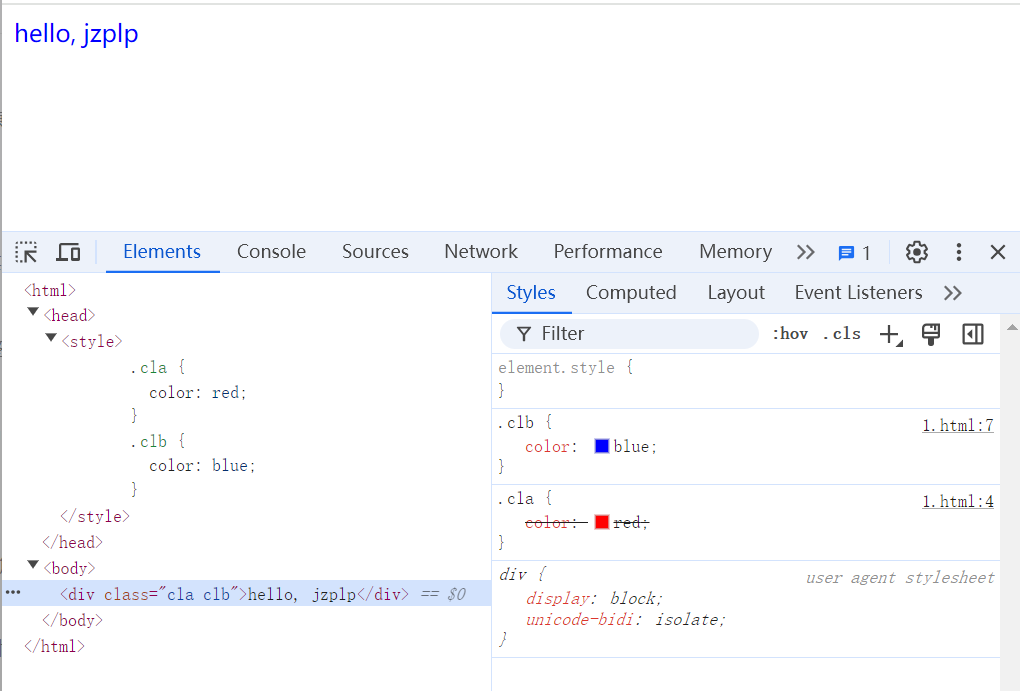 hello, jzplp
Elements Console Sources Network Performance Memory 1
<html>
<head>
<style>
.cla {
color: red;
}
.clb {
color: blue;
}
</style>
</head>
<body>
<div class="cla clb">hello, jzplp</div> == $0
</body>
</html>
Styles Computed Layout Event Listeners
Filter :hov .cls
element.style {
}
.clb { 1.html:7
color: blue;
}
.cla { 1.html:4
color: red;
}
div { user agent stylesheet
display: block;
unicode-bidi: isolate;
}